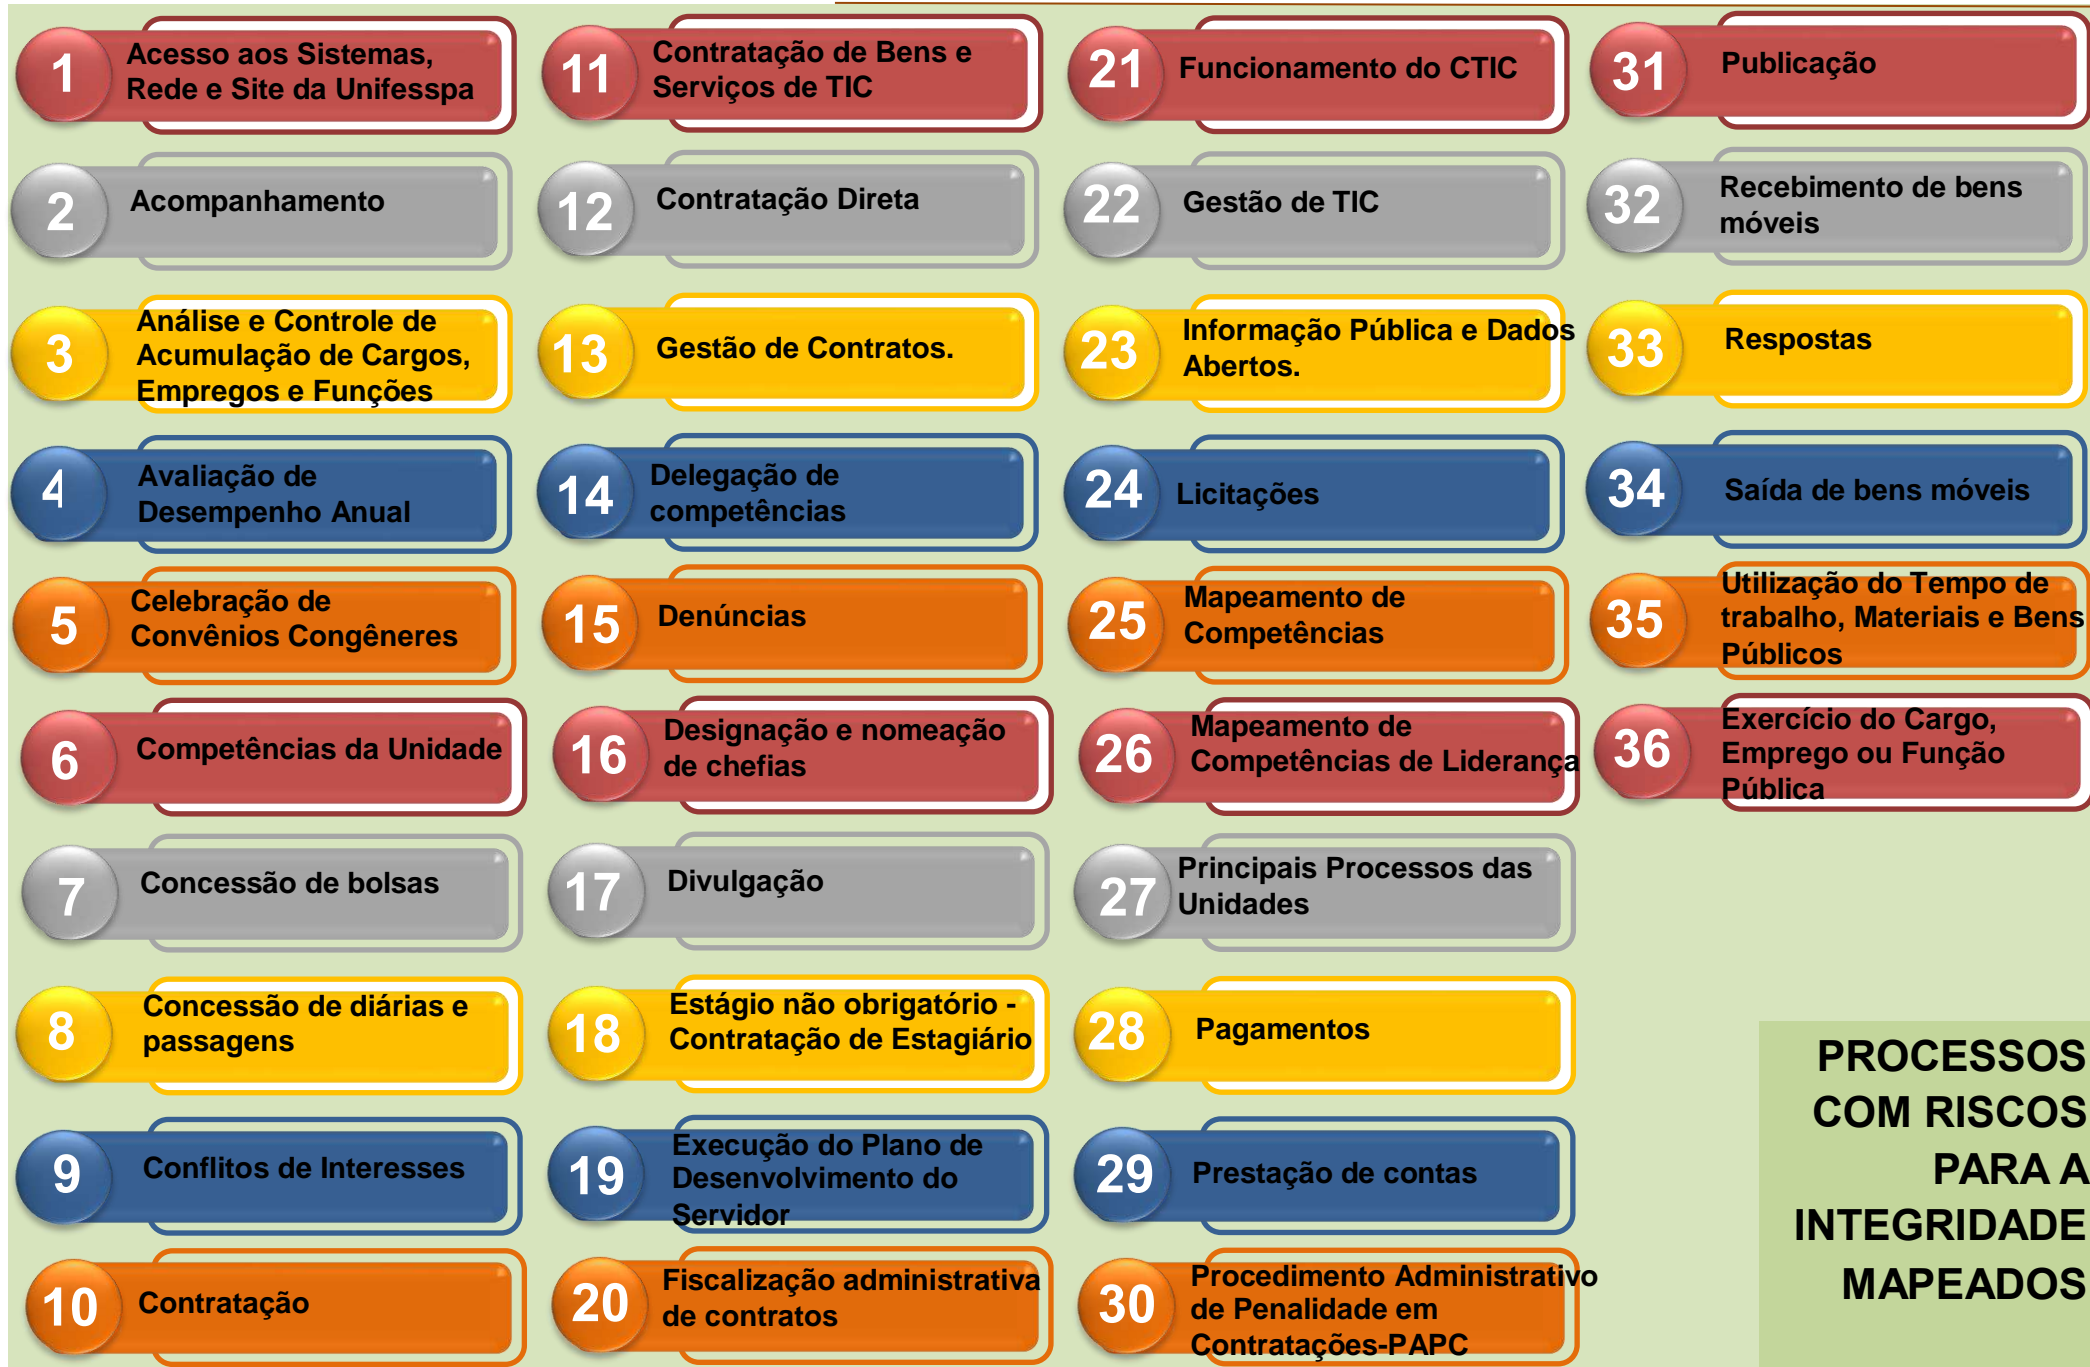 1
Acesso aos Sistemas,
Rede e Site da Unifesspa
2
Acompanhamento
3
Análise e Controle de
Acumulação de Cargos,
Empregos e Funções
4
Avaliação de
Desempenho Anual
5
Celebração de
Convênios Congêneres
6
Competências da Unidade
7
Concessão de bolsas
8
Concessão de diárias e
passagens
9
Conflitos de Interesses
10
Contratação
11
Contratação de Bens e
Serviços de TIC
12
Contratação Direta
13
Gestão de Contratos.
14
Delegação de
competências
15
Denúncias
16
Designação e nomeação
de chefias
17
Divulgação
18
Estágio não obrigatório -
Contratação de Estagiário
19
Execução do Plano de
Desenvolvimento do
Servidor
20
Fiscalização administrativa
de contratos
21
Funcionamento do CTIC
22
Gestão de TIC
23
Informação Pública e Dados
Abertos.
24
Licitações
25
Mapeamento de
Competências
26
Mapeamento de
Competências de Liderança
27
Principais Processos das
Unidades
28
Pagamentos
29
Prestação de contas
30
Procedimento Administrativo
de Penalidade em
Contratações-PAPC
31
Publicação
32
Recebimento de bens
móveis
33
Respostas
34
Saída de bens móveis
35
Utilização do Tempo de
trabalho, Materiais e Bens
Públicos
36
Exercício do Cargo,
Emprego ou Função
Pública
PROCESSOS
COM RISCOS
PARA A
INTEGRIDADE
MAPEADOS